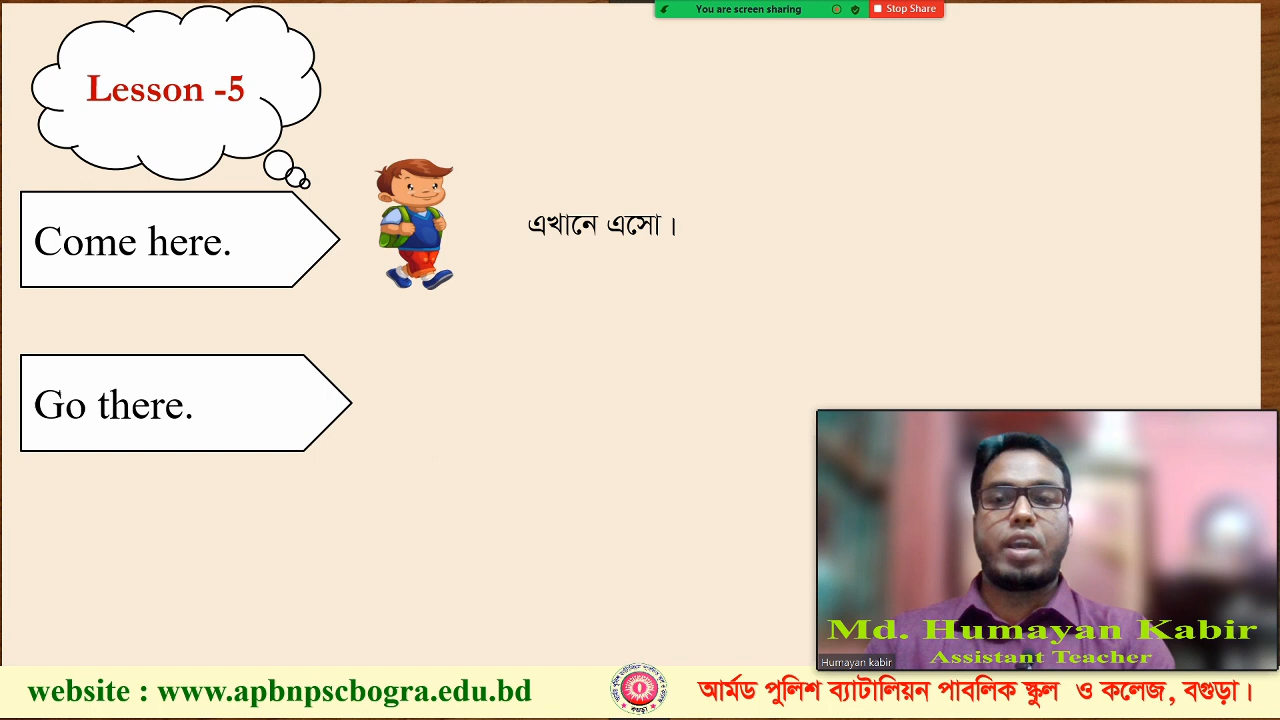 You are screen sharing
Stop Share
Lesson -5
Come here.
এখানে এসো।
Go there.
Md. Humayan Kabir
Assistant Teacher
Humayan kabir
website : www.apbnpscbogra.edu.bd
বগুড়া
আর্মড পুলিশ ব্যাটালিয়ন পাবলিক স্কুল ও কলেজ, বগুড়া।